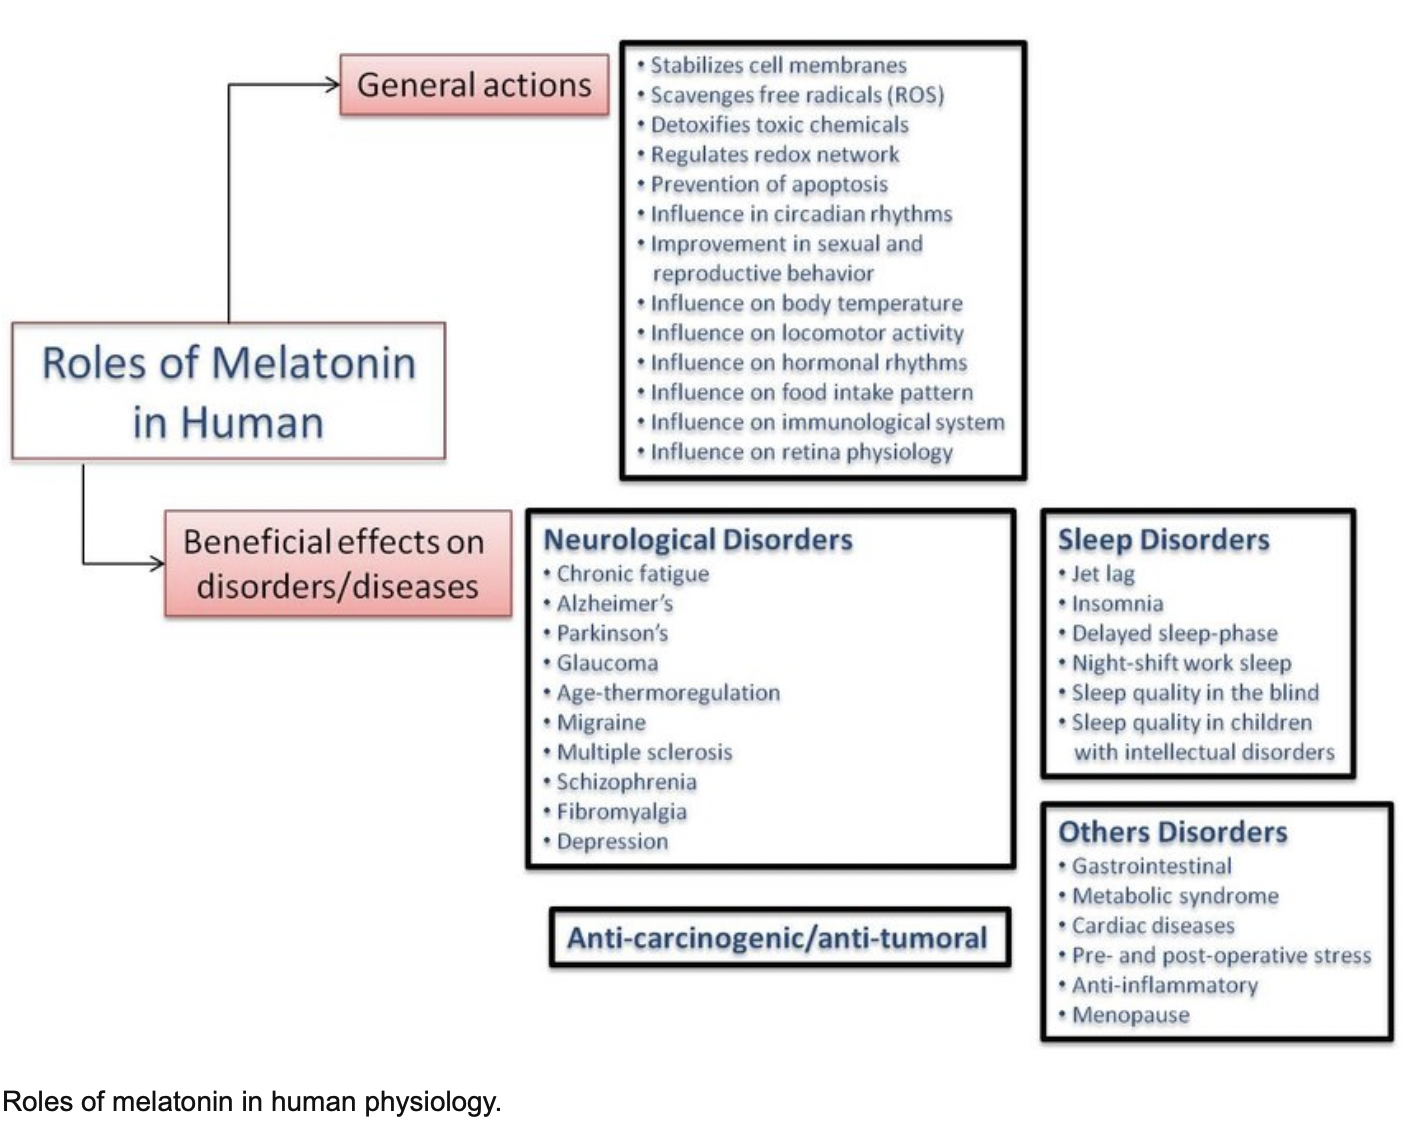 General actions
• Stabilizes cell membranes
• Scavenges free radicals (ROS)
• Detoxifies toxic chemicals
• Regulates redox network
• Prevention of apoptosis
• Influence in circadian rhythms
• Improvement in sexual and
reproductive behavior
• Influence on body temperature
• Influence on locomotor activity
• Influence on hormonal rhythms
• Influence on food intake pattern
• Influence on immunological system
• Influence on retina physiology
Roles of Melatonin
in Human
Beneficial effects on
disorders/diseases
Neurological Disorders
• Chronic fatigue
• Alzheimer’s
• Parkinson’s
• Glaucoma
• Age-thermoregulation
• Migraine
• Multiple sclerosis
• Schizophrenia
• Fibromyalgia
• Depression
Sleep Disorders
• Jet lag
• Insomnia
• Delayed sleep-phase
• Night-shift work sleep
• Sleep quality in the blind
• Sleep quality in children
with intellectual disorders
Others Disorders
• Gastrointestinal
• Metabolic syndrome
• Cardiac diseases
• Pre- and post-operative stress
• Anti-inflammatory
• Menopause
Anti-carcinogenic/anti-tumoral
Roles of melatonin in human physiology.